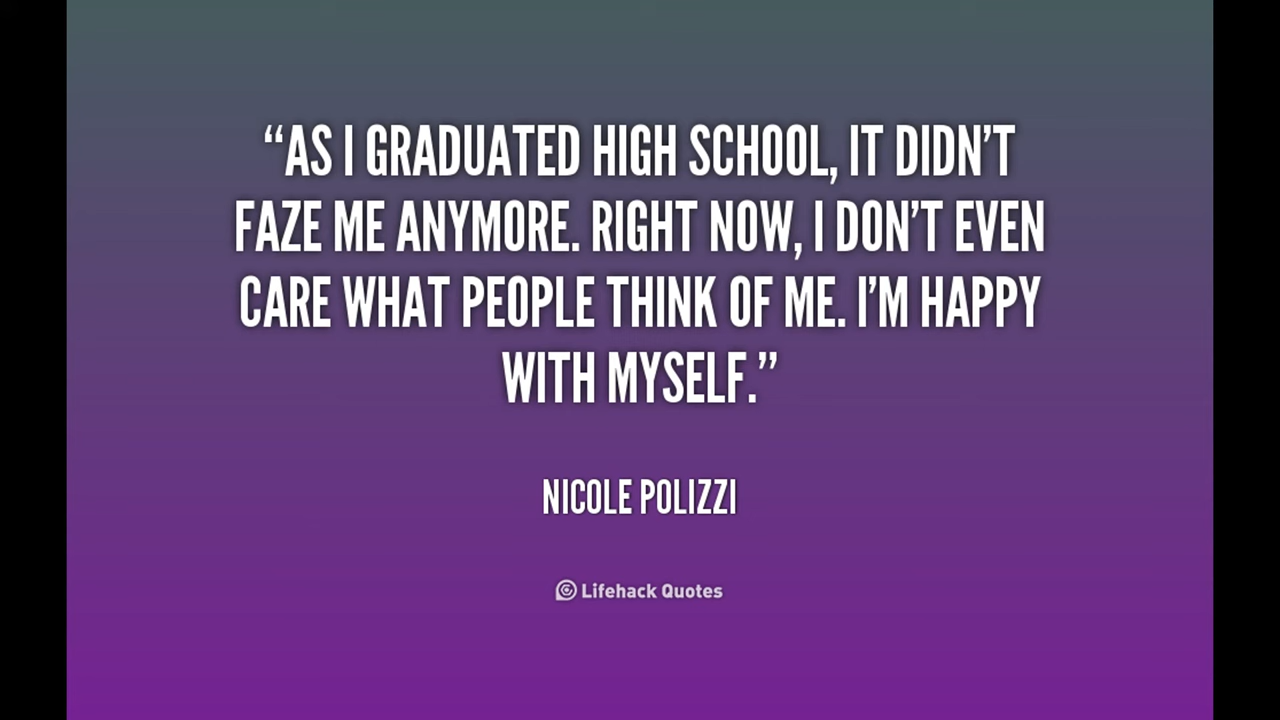 “AS I GRADUATED HIGH SCHOOL, IT DIDN’T
FAZE ME ANYMORE. RIGHT NOW, I DON’T EVEN
CARE WHAT PEOPLE THINK OF ME. I’M HAPPY
WITH MYSELF.”
NICOLE POLIZZI
Lifehack Quotes